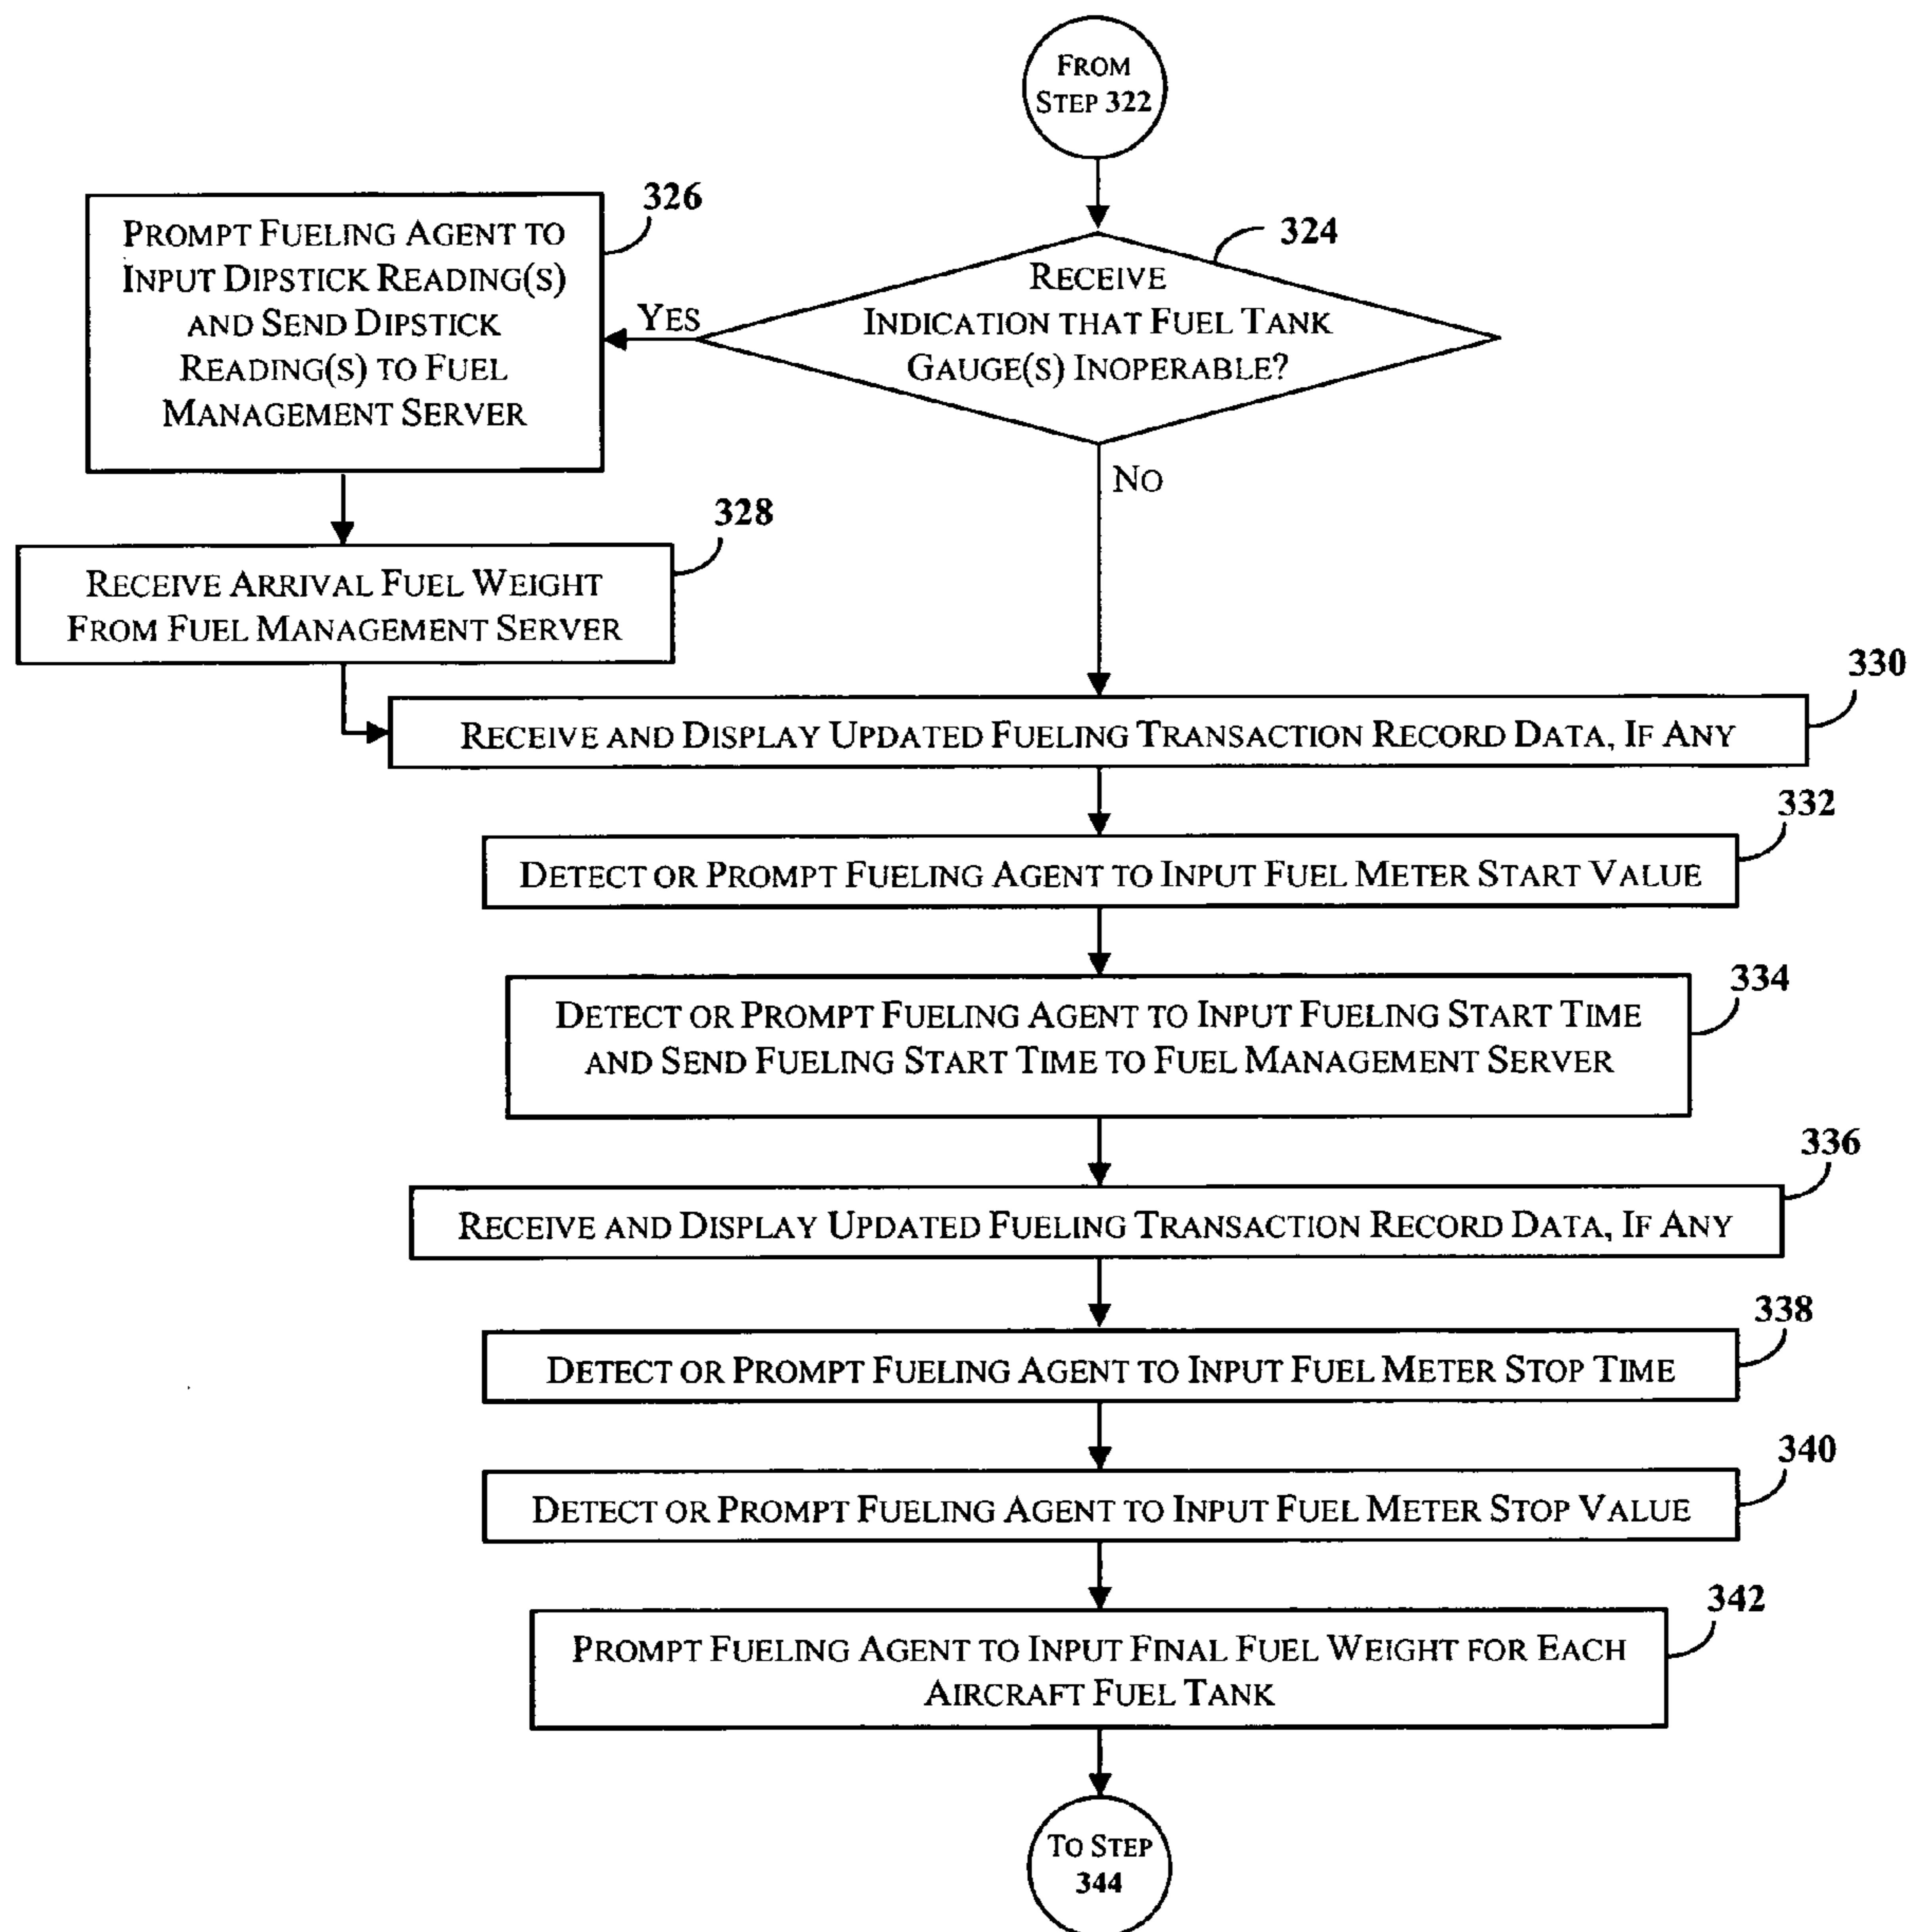 FROM
STEP 322
324
RECEIVE
INDICATION THAT FUEL TANK
GAUGE(S) INOPERABLE?
YES
NO
326
PROMPT FUELING AGENT TO
INPUT DIPSTICK READING(S)
AND SEND DIPSTICK
READING(S) TO FUEL
MANAGEMENT SERVER
328
RECEIVE ARRIVAL FUEL WEIGHT
FROM FUEL MANAGEMENT SERVER
330
RECEIVE AND DISPLAY UPDATED FUELING TRANSACTION RECORD DATA, IF ANY
332
DETECT OR PROMPT FUELING AGENT TO INPUT FUEL METER START VALUE
334
DETECT OR PROMPT FUELING AGENT TO INPUT FUELING START TIME
AND SEND FUELING START TIME TO FUEL MANAGEMENT SERVER
336
RECEIVE AND DISPLAY UPDATED FUELING TRANSACTION RECORD DATA, IF ANY
338
DETECT OR PROMPT FUELING AGENT TO INPUT FUEL METER STOP TIME
340
DETECT OR PROMPT FUELING AGENT TO INPUT FUEL METER STOP VALUE
342
PROMPT FUELING AGENT TO INPUT FINAL FUEL WEIGHT FOR EACH
AIRCRAFT FUEL TANK
TO STEP
344